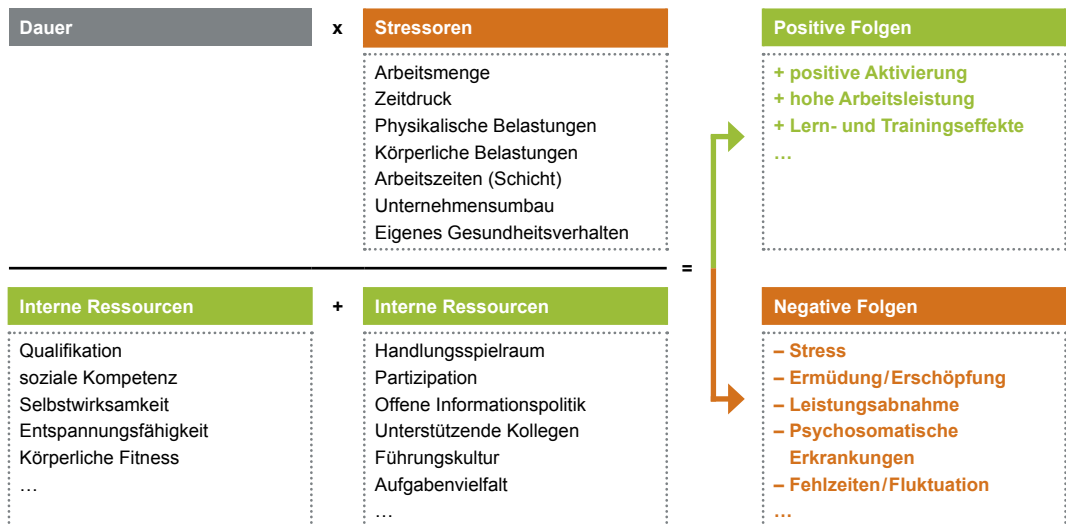 Dauer
x
Stressoren
Arbeitsmenge
Zeitdruck
Physikalische Belastungen
Körperliche Belastungen
Arbeitszeiten (Schicht)
Unternehmensumbau
Eigenes Gesundheitsverhalten
Interne Ressourcen
+
Interne Ressourcen
Qualifikation
soziale Kompetenz
Selbstwirksamkeit
Entspannungsfähigkeit
Körperliche Fitness
…
Handlungsspielraum
Partizipation
Offene Informationspolitik
Unterstützende Kollegen
Führungskultur
Aufgabenvielfalt
…
=
Positive Folgen
+ positive Aktivierung
+ hohe Arbeitsleistung
+ Lern- und Trainingseffekte
…
Negative Folgen
– Stress
– Ermüdung/Erschöpfung
– Leistungsabnahme
– Psychosomatische
Erkrankungen
– Fehlzeiten/Fluktuation
…